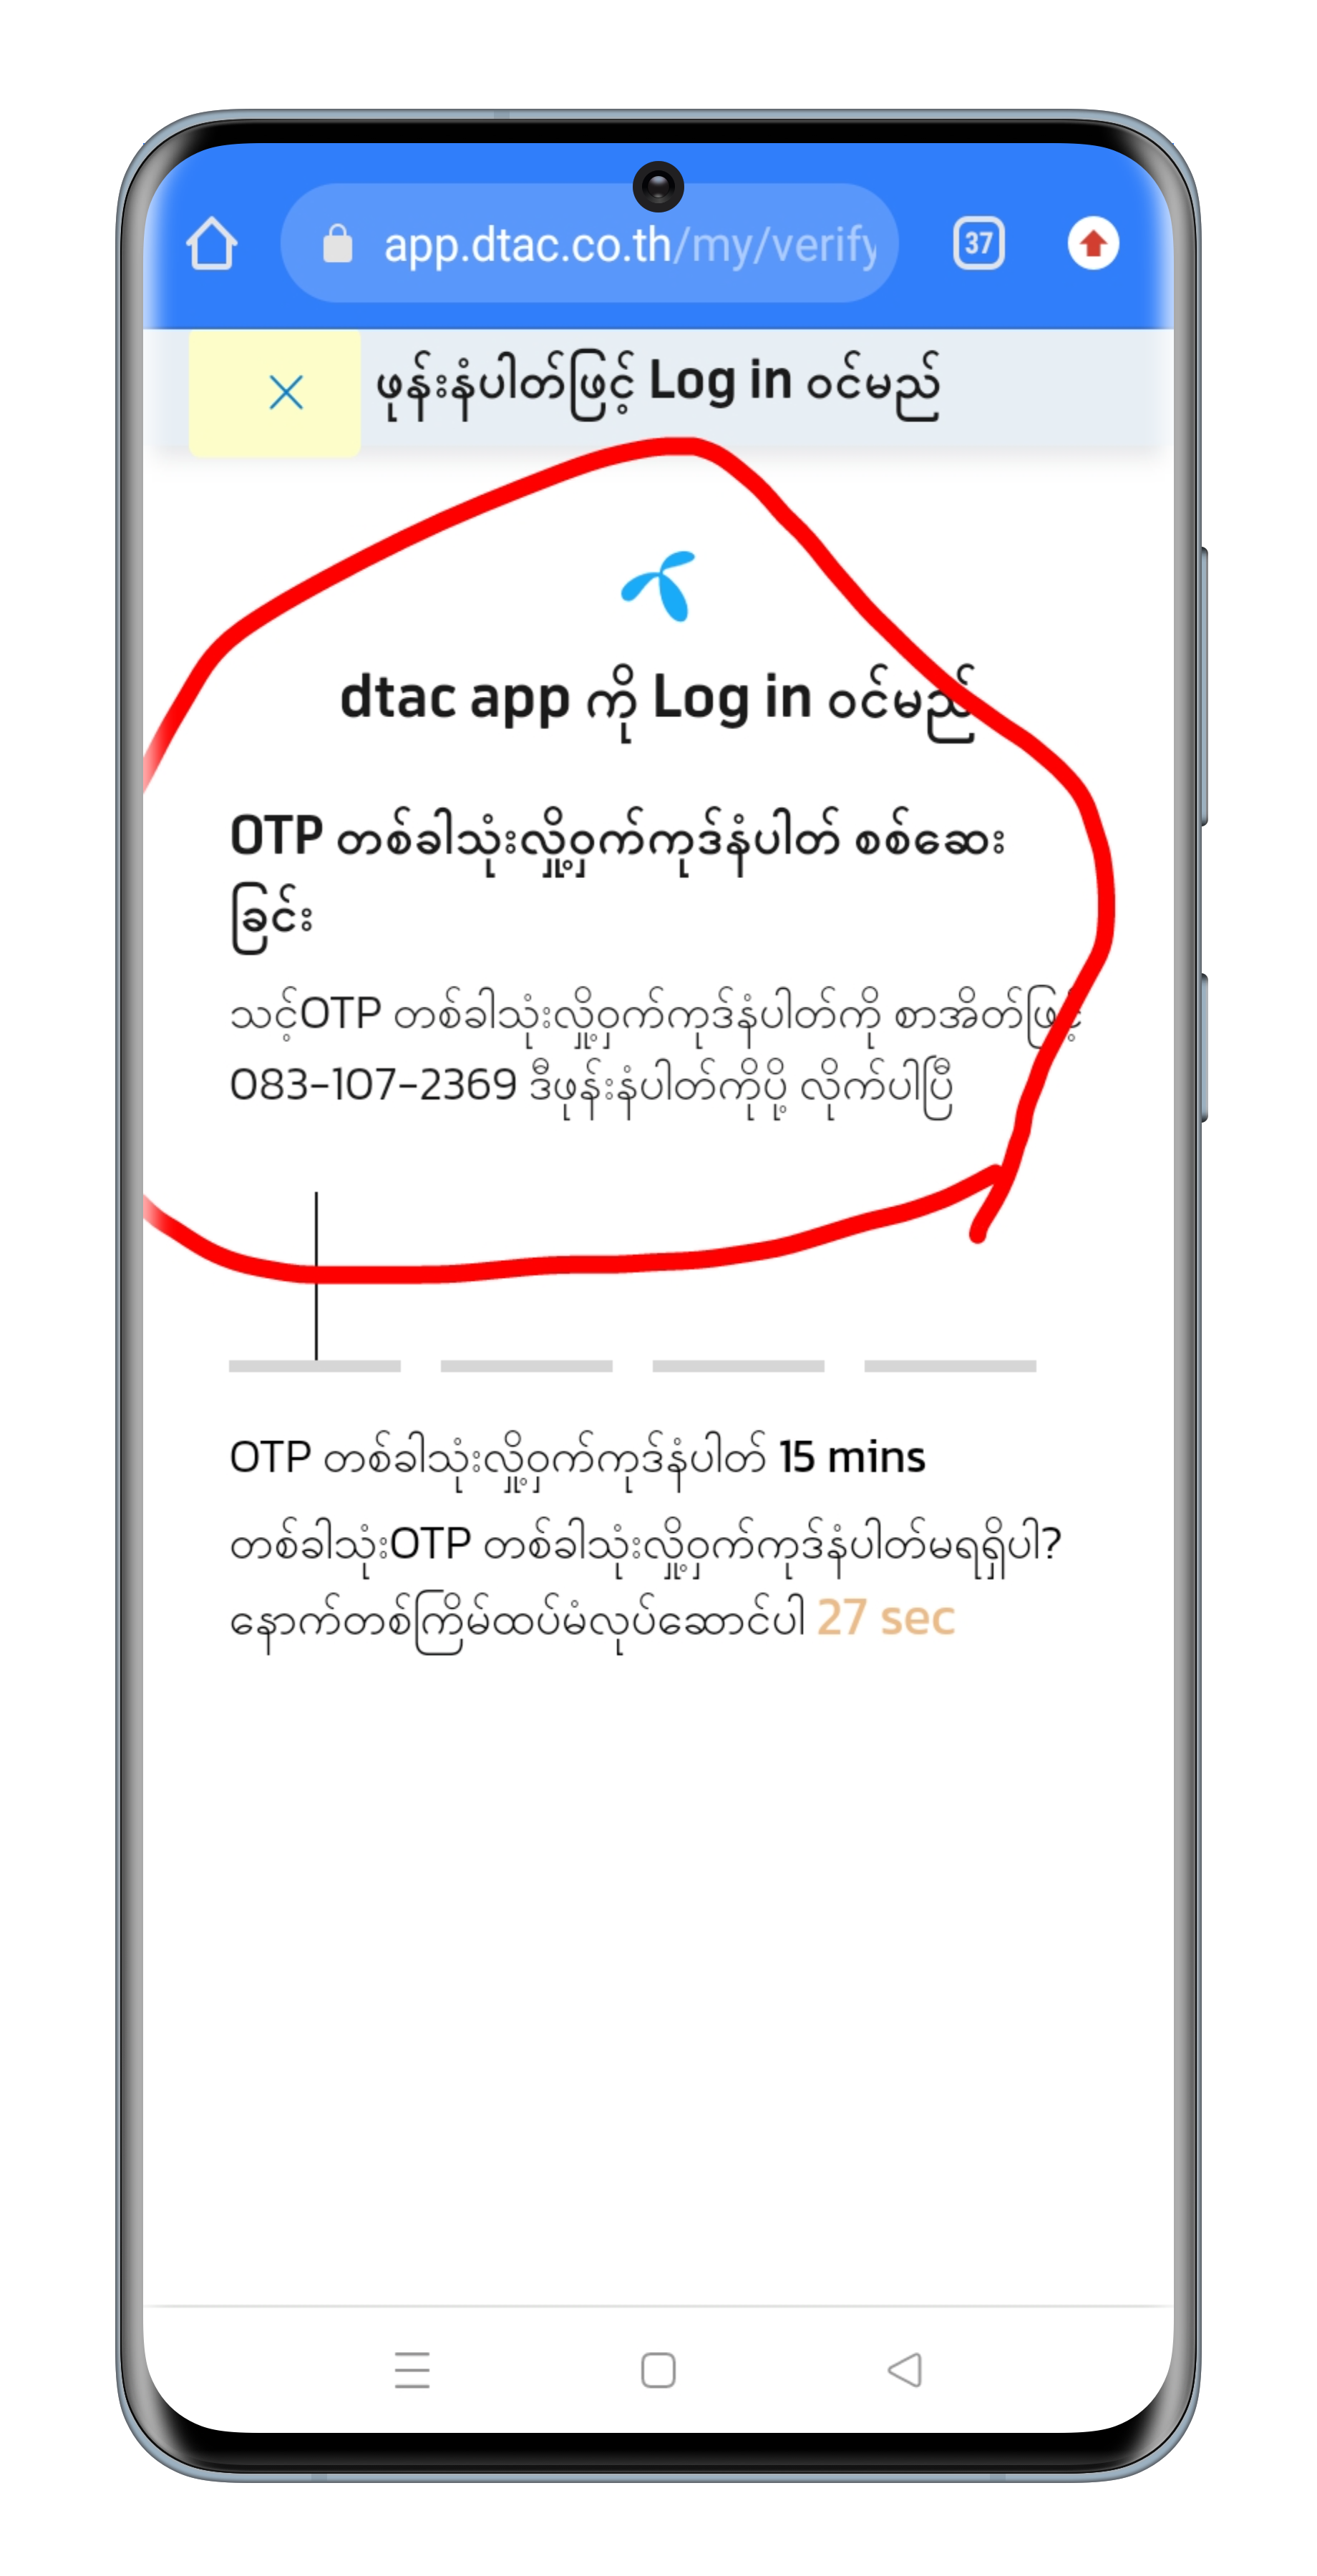 app.dtac.co.th/my/verify
37
ဖုန်းနံပါတ်ဖြင့် Log in ဝင်မည်
dtac app ကို Log in ဝင်မည်
OTP တစ်ခါသုံးလှို့ဝှက်ကုဒ်နံပါတ် စစ်ဆေး
ခြင်း
သင့်OTP တစ်ခါသုံးလှို့ဝှက်ကုဒ်နံပါတ်ကို စာအိတ်ဖြင့်
083-107-2369 ဒီဖုန်းနံပါတ်ကိုပို့ လိုက်ပါပြီ
OTP တစ်ခါသုံးလှို့ဝှက်ကုဒ်နံပါတ် 15 mins
တစ်ခါသုံးOTP တစ်ခါသုံးလှို့ဝှက်ကုဒ်နံပါတ်မရရှိပါ?
နောက်တစ်ကြိမ်ထပ်မံလုပ်ဆောင်ပါ 27 sec